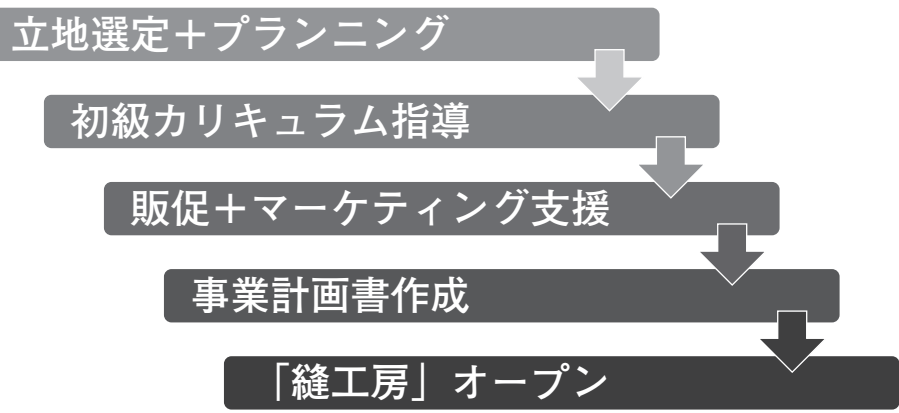 立地選定＋プランニング
初級カリキュラム指導
販促＋マーケティング支援
事業計画書作成
「縫工房」オープン